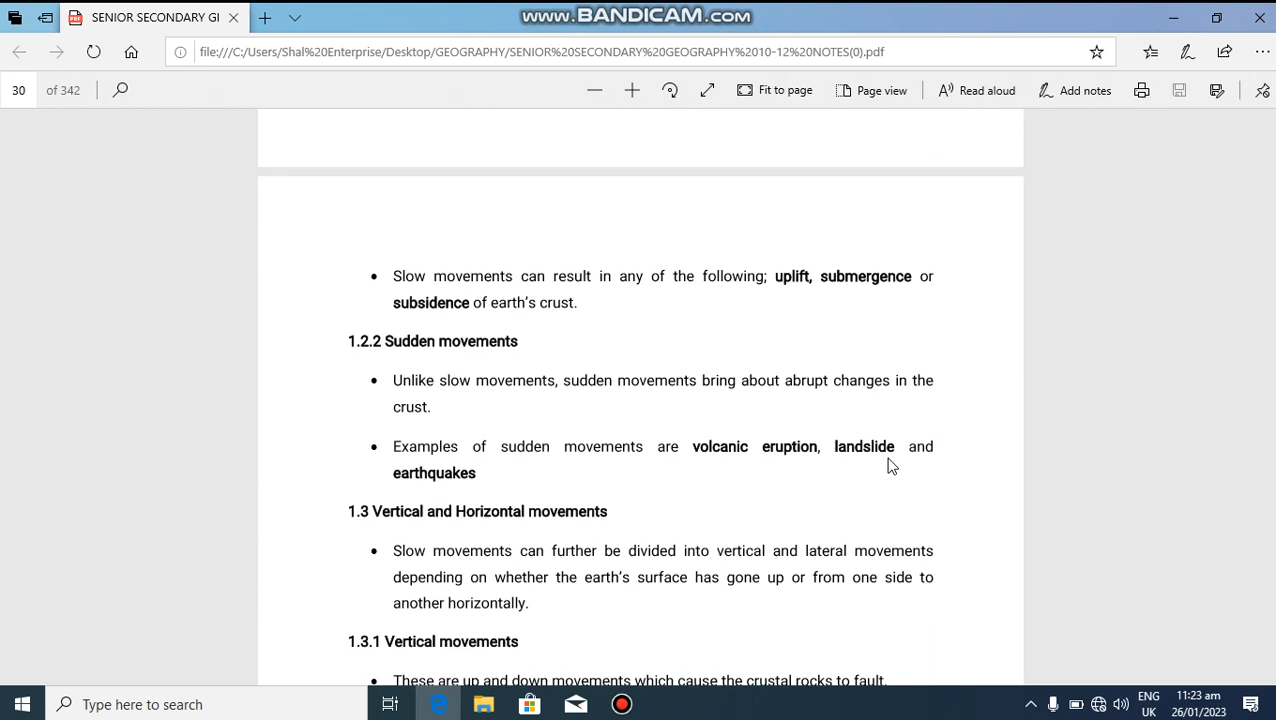 SENIOR SECONDARY GI
www.BANDICAM.com
file:///C:/Users/Shal%20Enterprise/Desktop/GEOGRAPHY/SENIOR%20SECONDARY%20GEOGRAPHY%2010-12%20NOTES(0).pdf
30 of 342 Fit to page Page view Read aloud Add notes
• Slow movements can result in any of the following; uplift, submergence or
subsidence of earth's crust.
1.2.2 Sudden movements
• Unlike slow movements, sudden movements bring about abrupt changes in the
crust.
• Examples of sudden movements are volcanic eruption, landslide and
earthquakes
1.3 Vertical and Horizontal movements
• Slow movements can further be divided into vertical and lateral movements
depending on whether the earth's surface has gone up or from one side to
another horizontally.
1.3.1 Vertical movements
• These are up and down movements which cause the crustal rocks to fault.
Type here to search
ENG 11:23 am
UK 26/01/2023